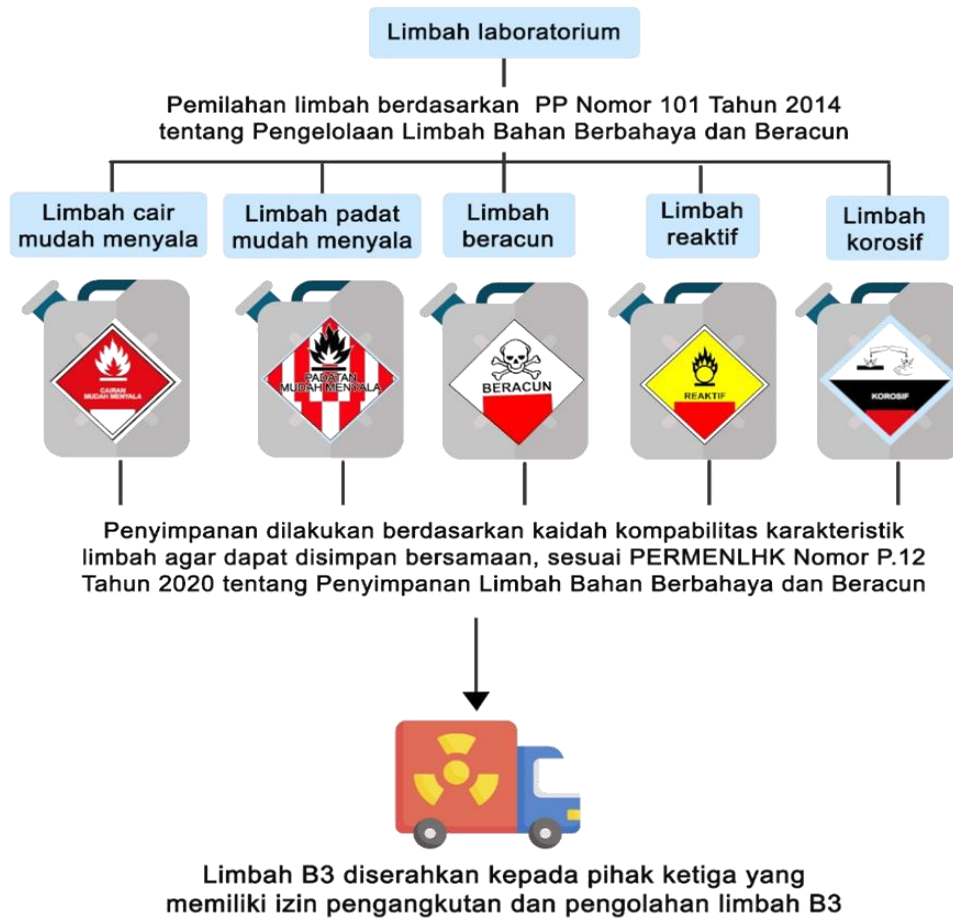 Limbah laboratorium
Pemilahan limbah berdasarkan PP Nomor 101 Tahun 2014
tentang Pengelolaan Limbah Bahan Berbahaya dan Beracun
Limbah cair
mudah menyala
Limbah padat
mudah menyala
Limbah
beracun
Limbah
reaktif
Limbah
korosif
CAIRAN
MUDAH MENYALA
PADATAN
MUDAH MENYALA
BERACUN
REAKTIF
KOROSIF
Penyimpanan dilakukan berdasarkan kaidah kompabilitas karakteristik
limbah agar dapat disimpan bersamaan, sesuai PERMENLHK Nomor P.12
Tahun 2020 tentang Penyimpanan Limbah Bahan Berbahaya dan Beracun
Limbah B3 diserahkan kepada pihak ketiga yang
memiliki izin pengangkutan dan pengolahan limbah B3